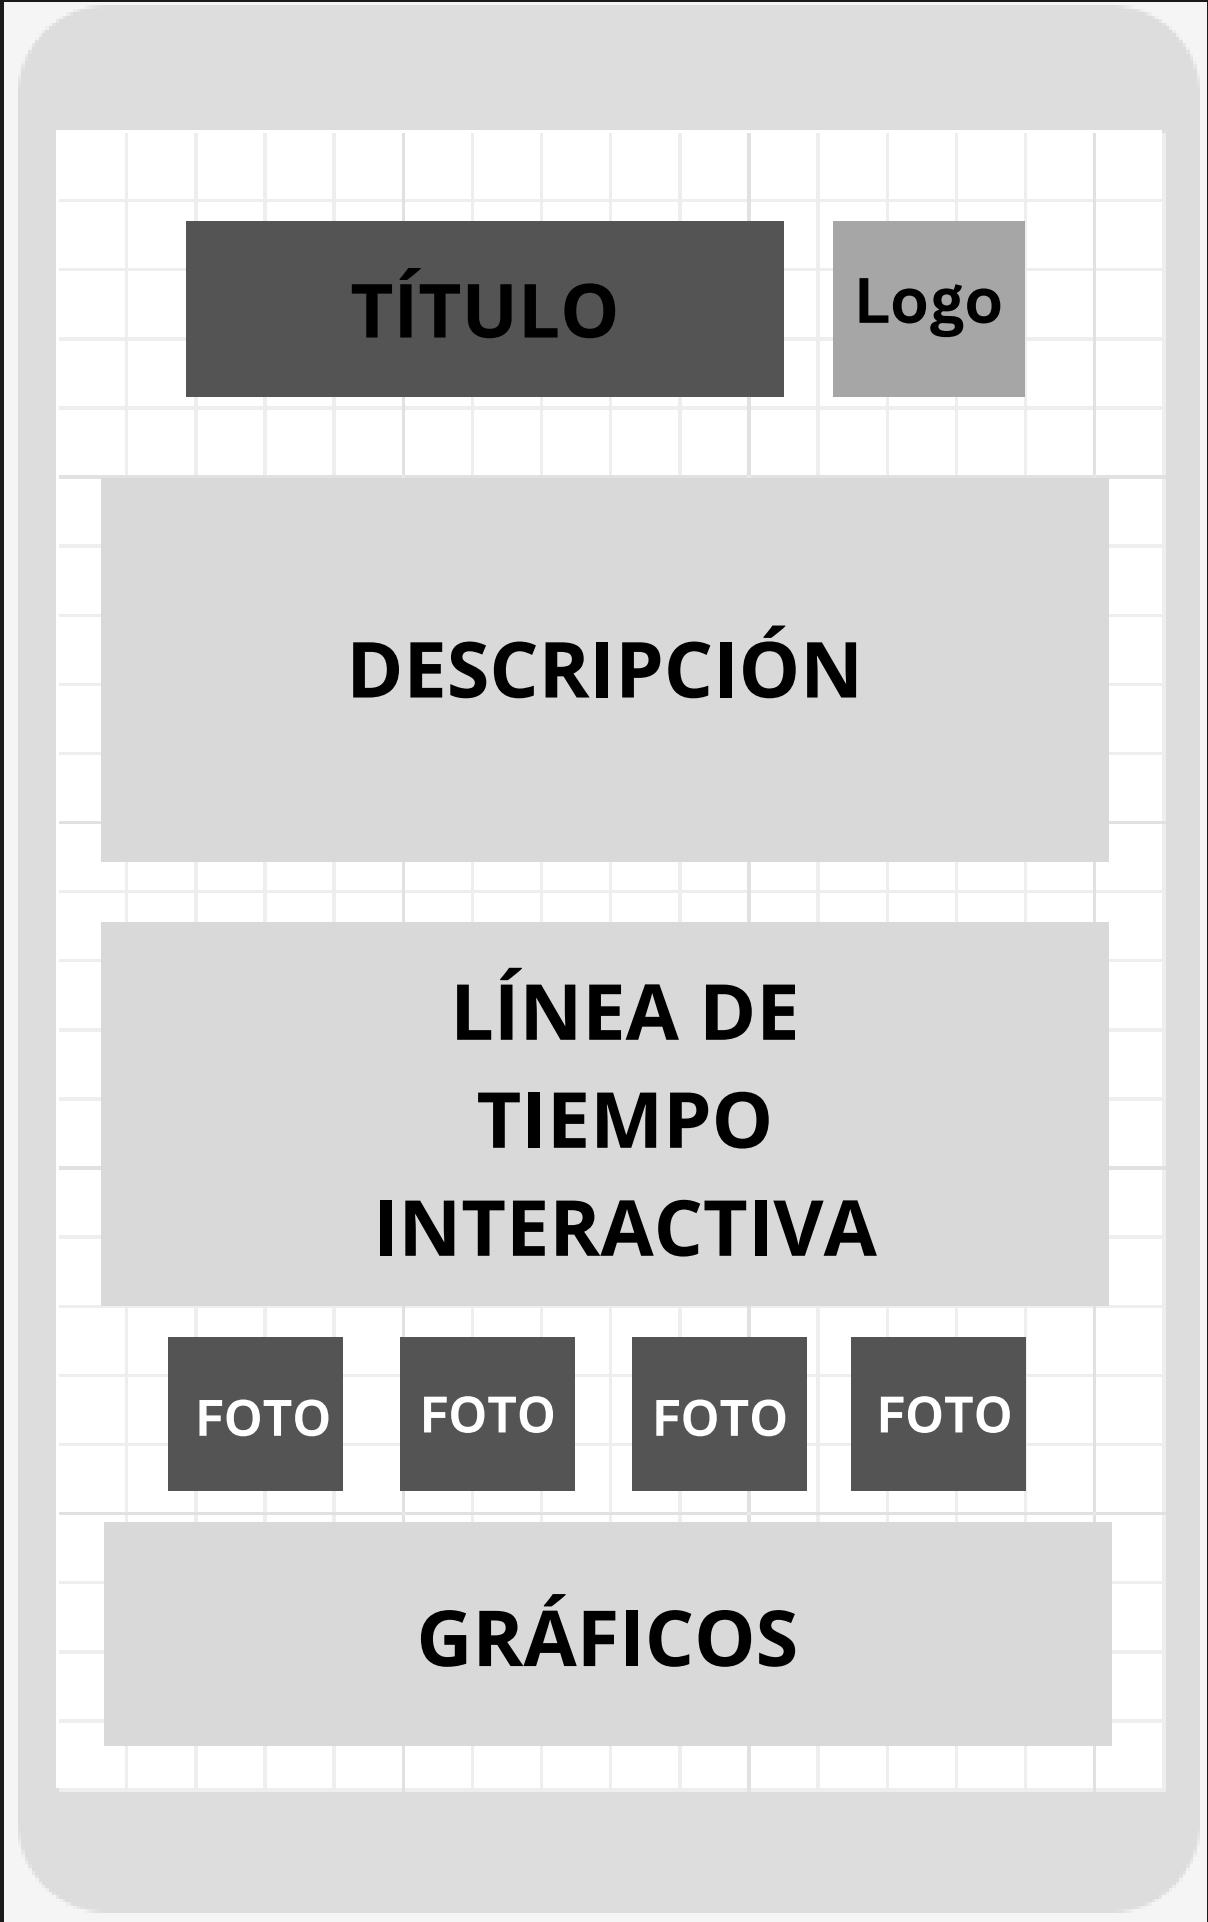 TÍTULO
Logo
DESCRIPCIÓN
LÍNEA DE
TIEMPO
INTERACTIVA
FOTO
FOTO
FOTO
FOTO
GRÁFICOS